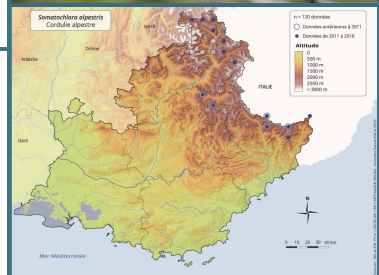 Somatochlora alpestris
Cordulie alpestre
n = 120 données
Données antérieures à 2011
Données de 2011 à 2016
Altitude
0
500 m
1000 m
1500 m
2000 m
2500 m
> 3000 m
Isère
Drôme
Ardèche
ITALIE
Gard
N
Mer Méditerranée
0 10 20 30 40 km